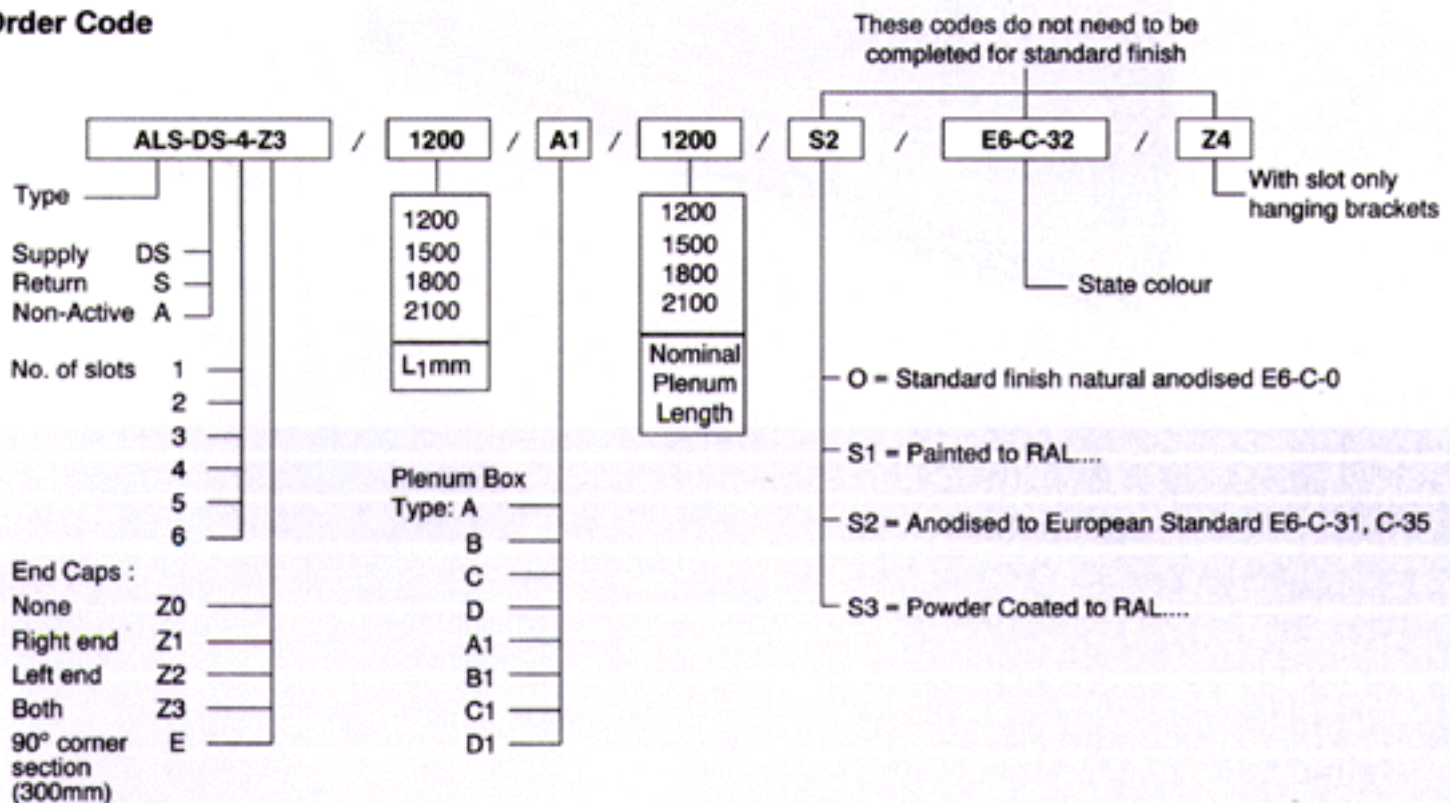 Order Code
These codes do not need to be
completed for standard finish
ALS-DS-4-Z3 / 1200 / A1 / 1200 / S2 / E6-C-32 / Z4
Type
Supply DS
Return S
Non-Active A
No. of slots 1
2
3
4
5
6
End Caps :
None Z0
Right end Z1
Left end Z2
Both Z3
90° corner E
section
(300mm)
1200
1500
1800
2100
L1mm
Plenum Box
Type: A
B
C
D
A1
B1
C1
D1
1200
1500
1800
2100
Nominal
Plenum
Length
With slot only
hanging brackets
State colour
O = Standard finish natural anodised E6-C-0
S1 = Painted to RAL....
S2 = Anodised to European Standard E6-C-31, C-35
S3 = Powder Coated to RAL....